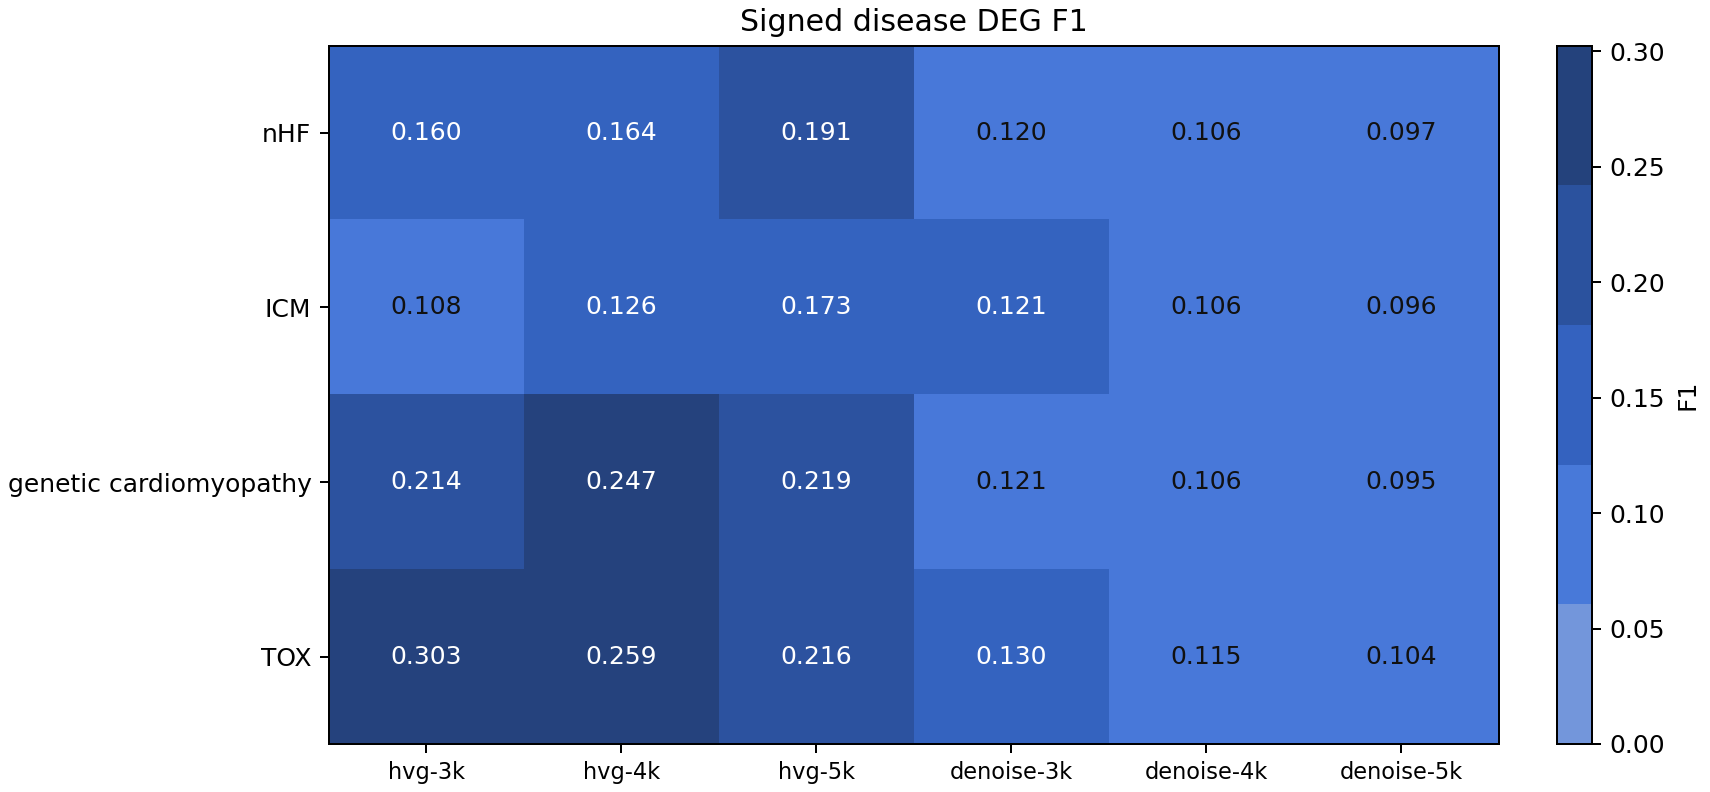 Signed disease DEG F1
nHF 0.160 0.164 0.191 0.120 0.106 0.097
ICM 0.108 0.126 0.173 0.121 0.106 0.096
genetic cardiomyopathy 0.214 0.247 0.219 0.121 0.106 0.095
TOX 0.303 0.259 0.216 0.130 0.115 0.104
hvg-3k hvg-4k hvg-5k denoise-3k denoise-4k denoise-5k
0.30
0.25
0.20
0.15
0.10
0.05
0.00
F1